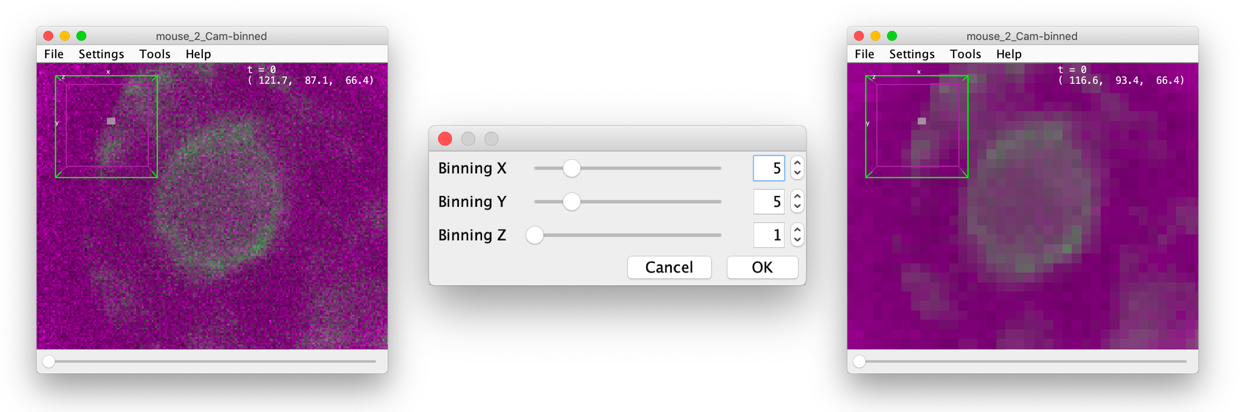 mouse_2_Cam-binned
File Settings Tools Help
t = 0
( 121.7, 87.1, 66.4)
x
z
y
Binning X 5
Binning Y 5
Binning Z 1
Cancel OK
mouse_2_Cam-binned
File Settings Tools Help
t = 0
( 116.6, 93.4, 66.4)
x
z
y